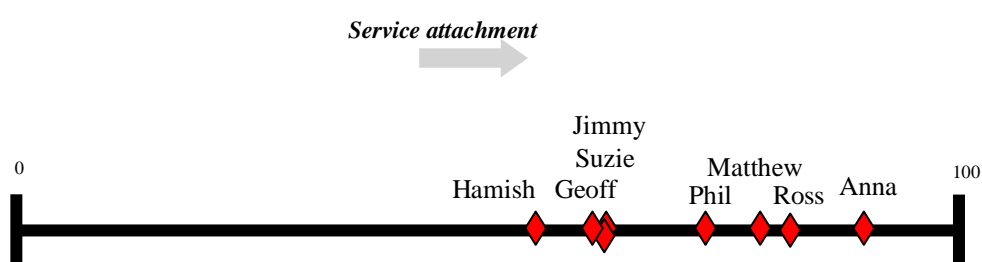 Service attachment
Jimmy
Suzie
Matthew
Hamish Geoff Phil Ross Anna
0
100